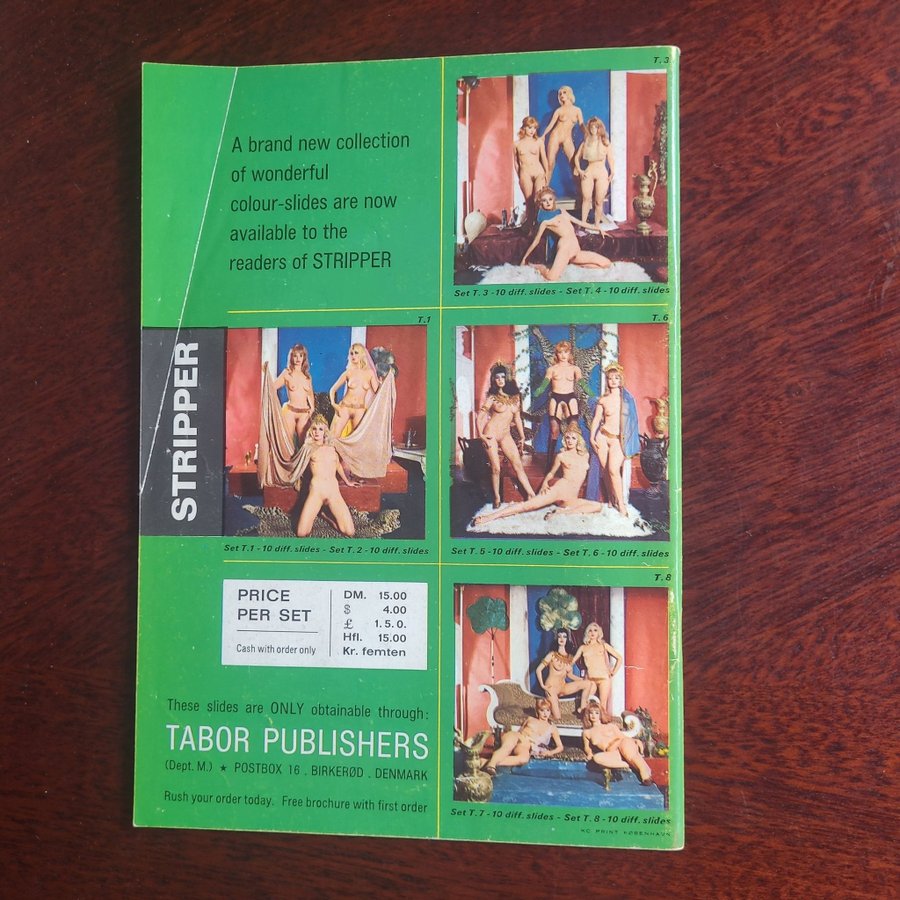 A brand new collection
of wonderful
colour-slides are now
available to the
readers of STRIPPER
T. 3
Set T. 3 - 10 diff. slides - Set T. 4 - 10 diff. slides
STRIPPER
T.1
Set T.1 - 10 diff. slides - Set T. 2 - 10 diff. slides
T. 6
Set T. 5 - 10 diff. slides - Set T. 6 - 10 diff. slides
PRICE
PER SET
Cash with order only
DM. 15.00
$ 4.00
£ 1. 5. 0.
Hfl. 15.00
Kr. femten
T. 8
Set T. 7 - 10 diff. slides - Set T. 8 - 10 diff. slides
These slides are ONLY obtainable through:
TABOR PUBLISHERS
(Dept. M.) ★ POSTBOX 16 . BIRKERØD . DENMARK
Rush your order today. Free brochure with first order
KC PRINT KØBENHAVN